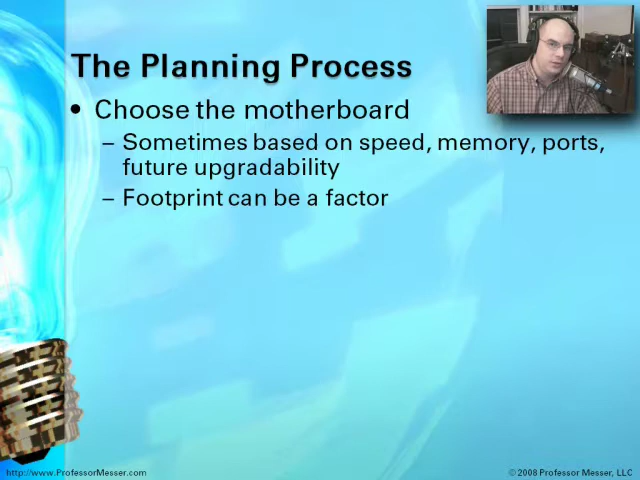 The Planning Process
• Choose the motherboard
– Sometimes based on speed, memory, ports,
future upgradability
– Footprint can be a factor
http://www.ProfessorMesser.com
© 2008 Professor Messer, LLC